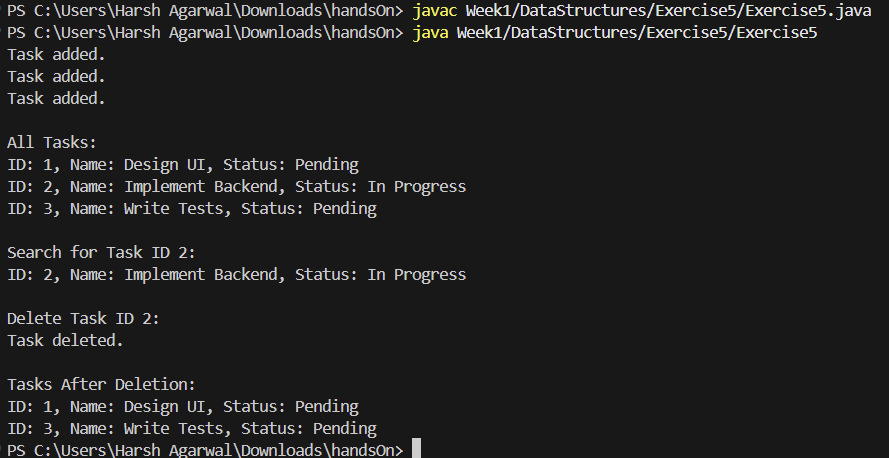 PS C:\Users\Harsh Agarwal\Downloads\handsOn> javac Week1/DataStructures/Exercise5/Exercise5.java
PS C:\Users\Harsh Agarwal\Downloads\handsOn> java Week1/DataStructures/Exercise5/Exercise5
Task added.
Task added.
Task added.
All Tasks:
ID: 1, Name: Design UI, Status: Pending
ID: 2, Name: Implement Backend, Status: In Progress
ID: 3, Name: Write Tests, Status: Pending
Search for Task ID 2:
ID: 2, Name: Implement Backend, Status: In Progress
Delete Task ID 2:
Task deleted.
Tasks After Deletion:
ID: 1, Name: Design UI, Status: Pending
ID: 3, Name: Write Tests, Status: Pending
PS C:\Users\Harsh Agarwal\Downloads\handsOn>